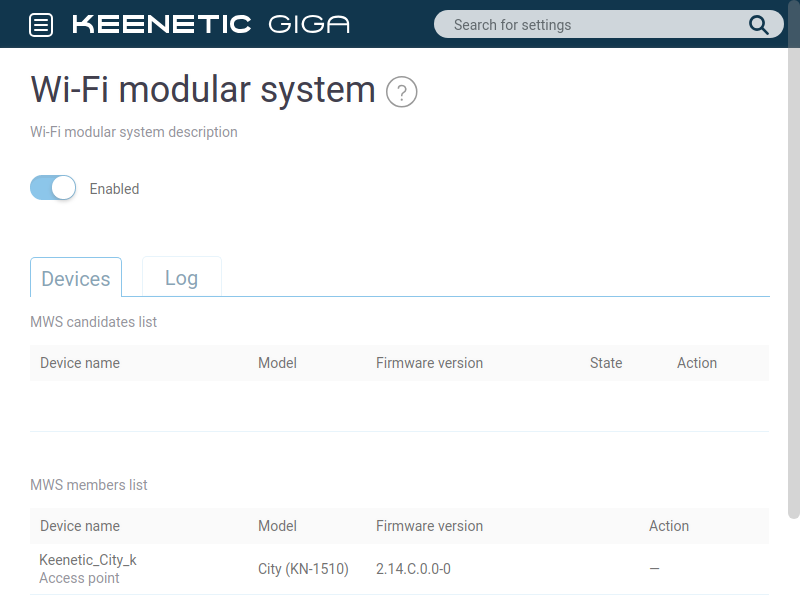 KEENETIC GIGA
Search for settings
Wi-Fi modular system ?
Wi-Fi modular system description
Enabled
Devices Log
MWS candidates list
Device name Model Firmware version State Action
MWS members list
Device name Model Firmware version Action
Keenetic_City_k
Access point
City (KN-1510) 2.14.C.0.0-0 —